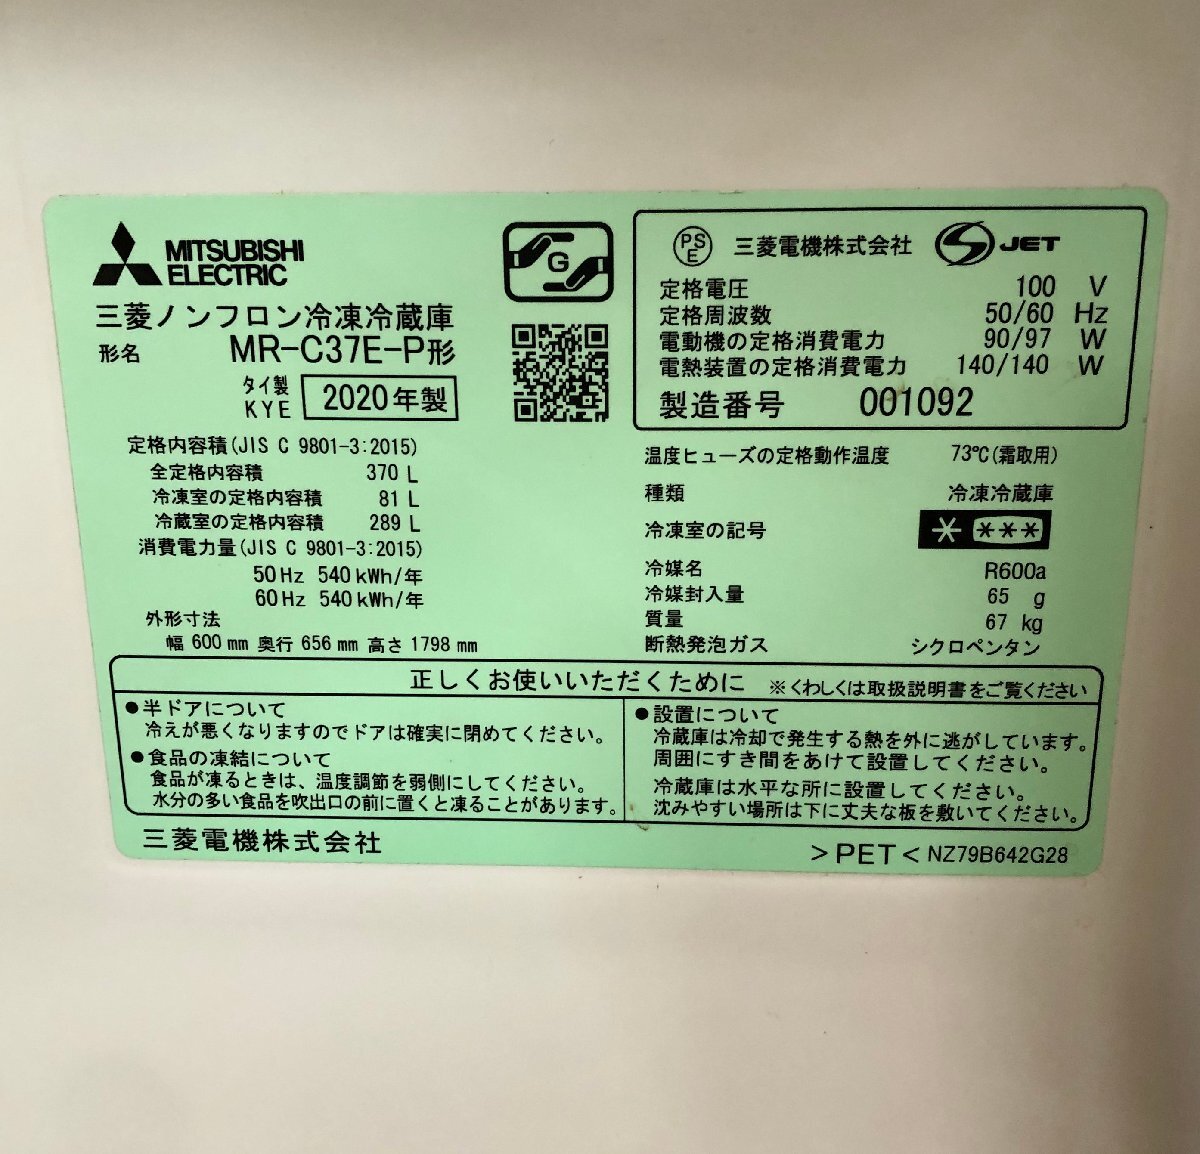 MITSUBISHI
ELECTRIC
三菱ノンフロン冷凍冷蔵庫
形名 MR-C37E-P形
タイ製
KYE
2020年製
G
定格内容積(JIS C 9801-3:2015)
全定格内容積 370 L
冷凍室の定格内容積 81 L
冷蔵室の定格内容積 289 L
消費電力量(JIS C 9801-3:2015)
50Hz 540kWh/年
60Hz 540kWh/年
外形寸法
幅 600mm 奥行 656mm 高さ 1798mm
PS
E
三菱電機株式会社
JET
定格電圧 100 V
定格周波数 50/60 Hz
電動機の定格消費電力 90/97 W
電熱装置の定格消費電力 140/140 W
製造番号 001092
温度ヒューズの定格動作温度 73℃(霜取用)
種類 冷凍冷蔵庫
冷凍室の記号
冷媒名 R600a
冷媒封入量 65 g
質量 67 kg
断熱発泡ガス シクロペンタン
正しくお使いいただくために ※くわしくは取扱説明書をご覧ください
●半ドアについて
冷えが悪くなりますのでドアは確実に閉めてください。
●食品の凍結について
食品が凍るときは、温度調節を弱側にしてください。
水分の多い食品を吹出口の前に置くと凍ることがあります。
●設置について
冷蔵庫は冷却で発生する熱を外に逃がしています。
周囲にすき間をあけて設置してください。
冷蔵庫は水平な所に設置してください。
沈みやすい場所は下に丈夫な板を敷いてください。
三菱電機株式会社
>PET< NZ79B642G28